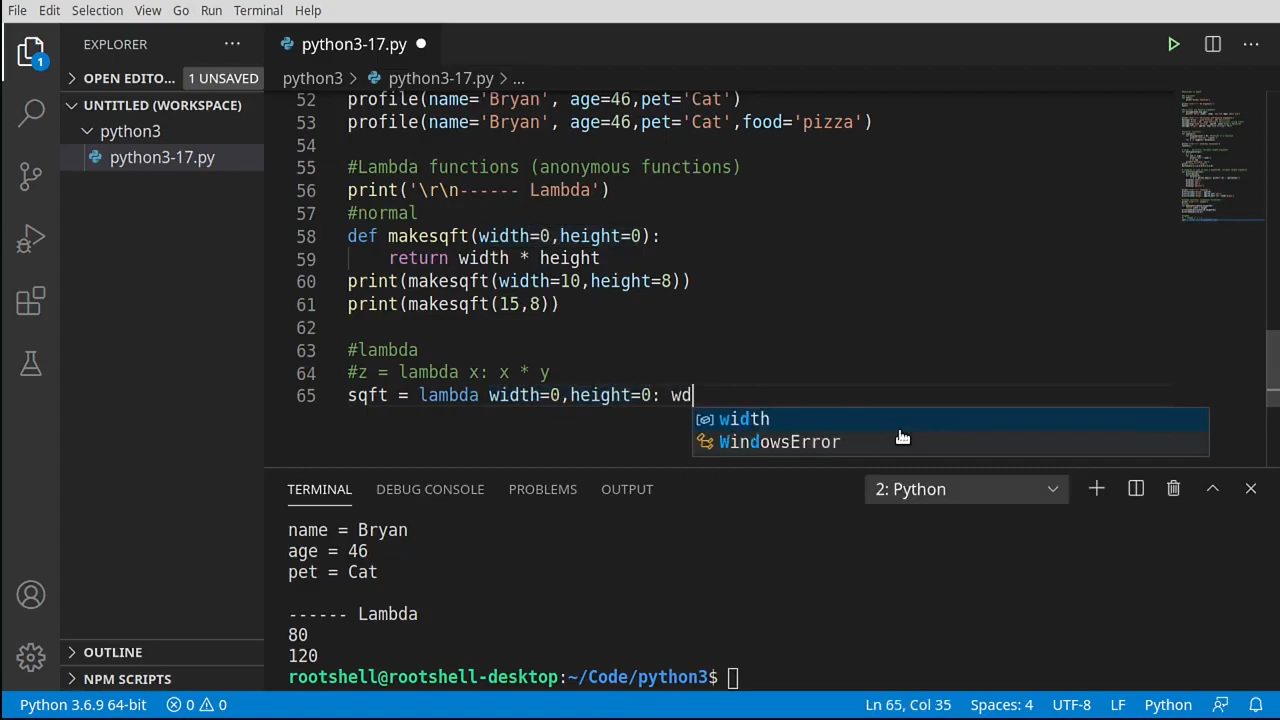 File Edit Selection View Go Run Terminal Help
EXPLORER
python3-17.py
OPEN EDITO... 1 UNSAVED
python3 > python3-17.py > ...
UNTITLED (WORKSPACE)
python3
python3-17.py
1
52 profile(name='Bryan', age=46,pet='Cat')
53 profile(name='Bryan', age=46,pet='Cat',food='pizza')
54
55 #Lambda functions (anonymous functions)
56 print('\r\n------ Lambda')
57 #normal
58 def makesqft(width=0,height=0):
59 return width * height
60 print(makesqft(width=10,height=8))
61 print(makesqft(15,8))
62
63 #lambda
64 #z = lambda x: x * y
65 sqft = lambda width=0,height=0: wd
width
WindowsError
TERMINAL DEBUG CONSOLE PROBLEMS OUTPUT 2: Python
name = Bryan
age = 46
pet = Cat
------ Lambda
80
120
rootshell@rootshell-desktop:~/Code/python3$
OUTLINE
NPM SCRIPTS
Python 3.6.9 64-bit 0 0 Ln 65, Col 35 Spaces: 4 UTF-8 LF Python